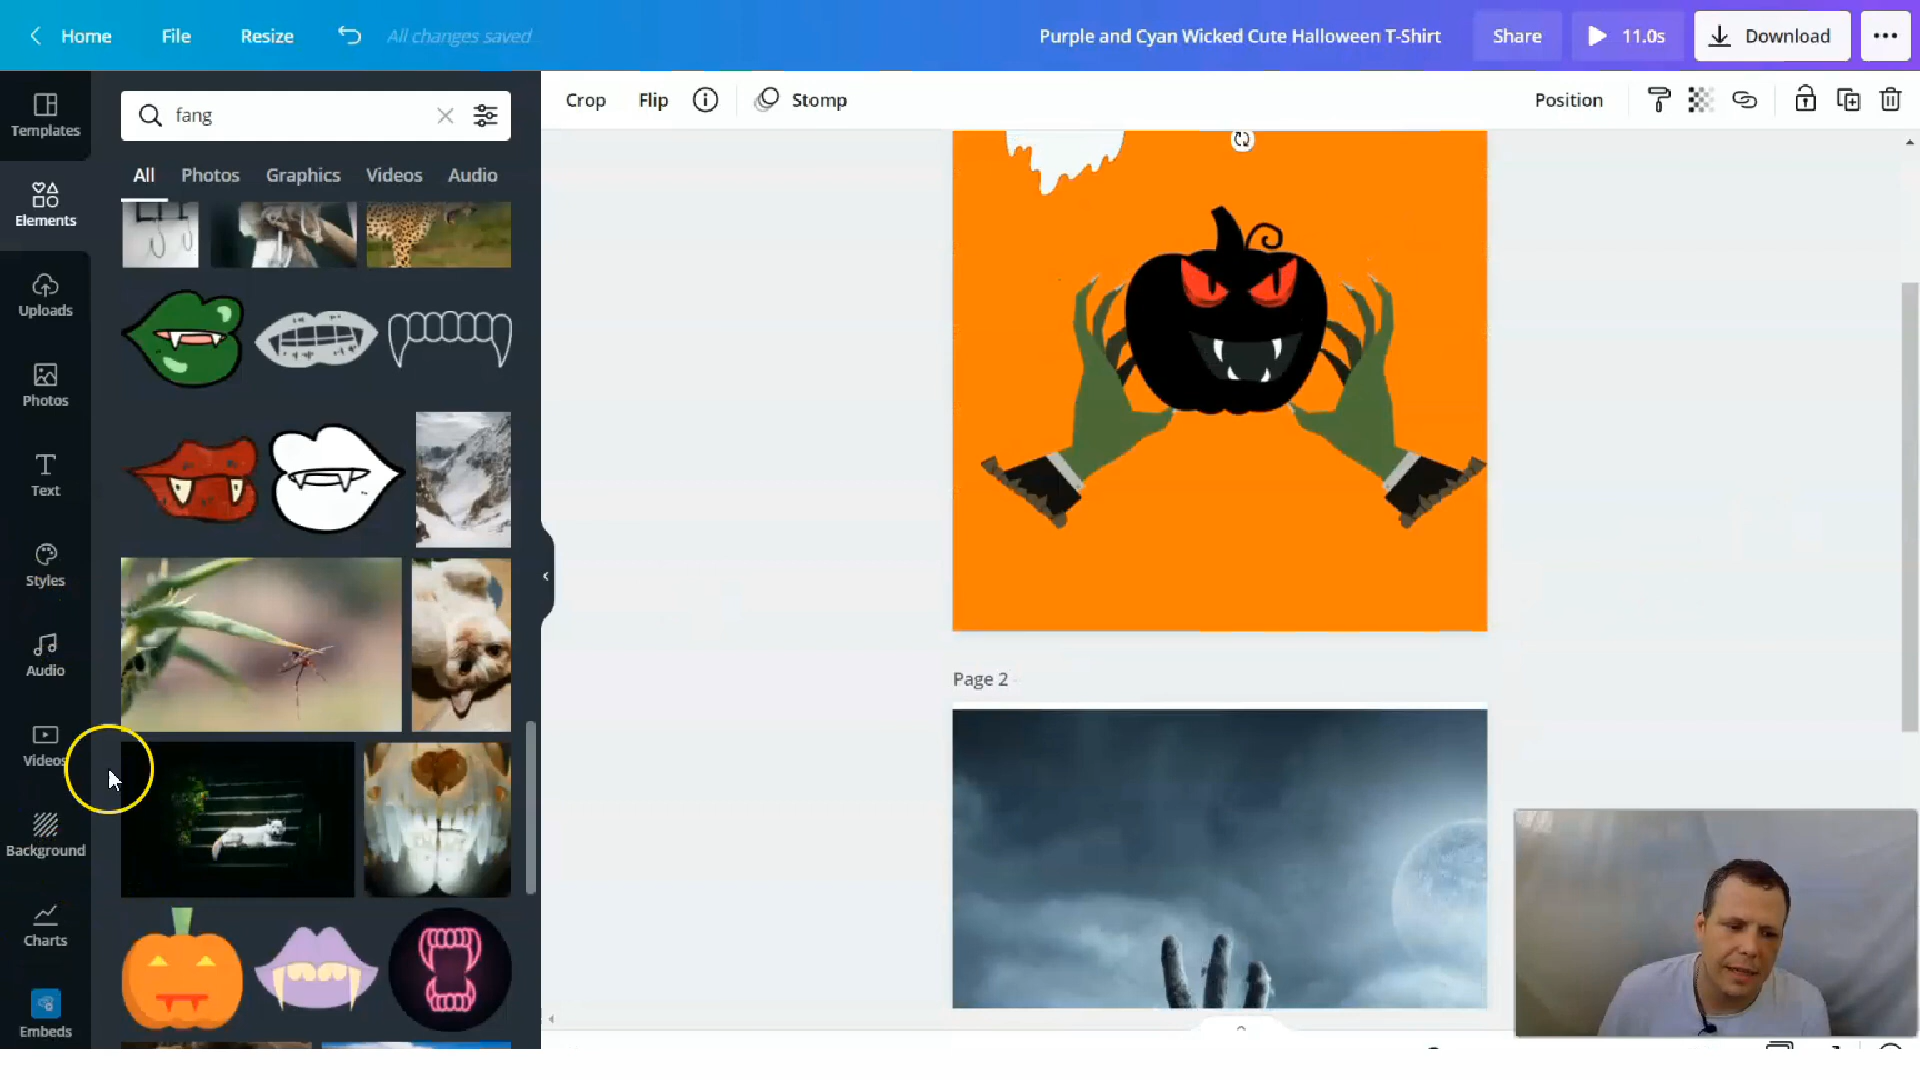 Home
File
Resize
All changes saved
Purple and Cyan Wicked Cute Halloween T-Shirt
Share
11.0s
Download
Templates
fang
Crop
Flip
Stomp
Position
All
Photos
Graphics
Videos
Audio
Elements
Uploads
Photos
Text
Styles
Audio
Videos
Background
Charts
Embeds
Page 2